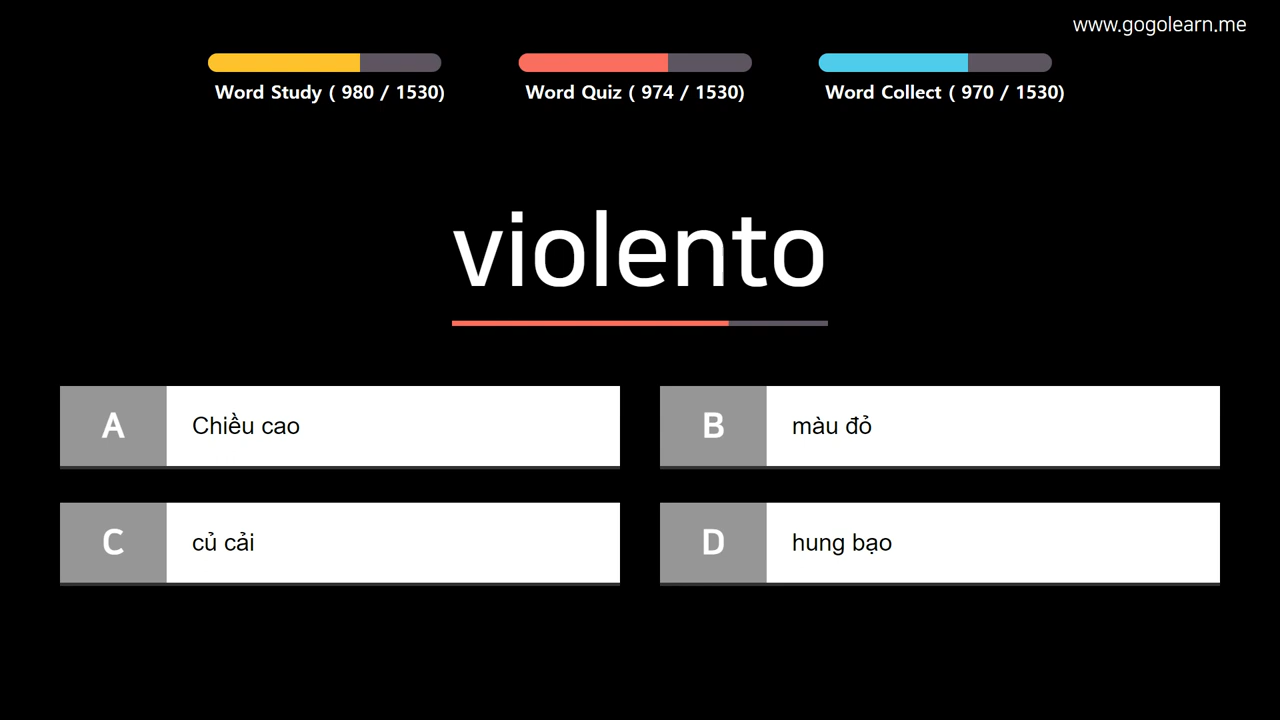 www.gogolearn.me
Word Study ( 980 / 1530)
Word Quiz ( 974 / 1530)
Word Collect ( 970 / 1530)
violento
A
Chiều cao
B
màu đỏ
C
củ cải
D
hung bạo